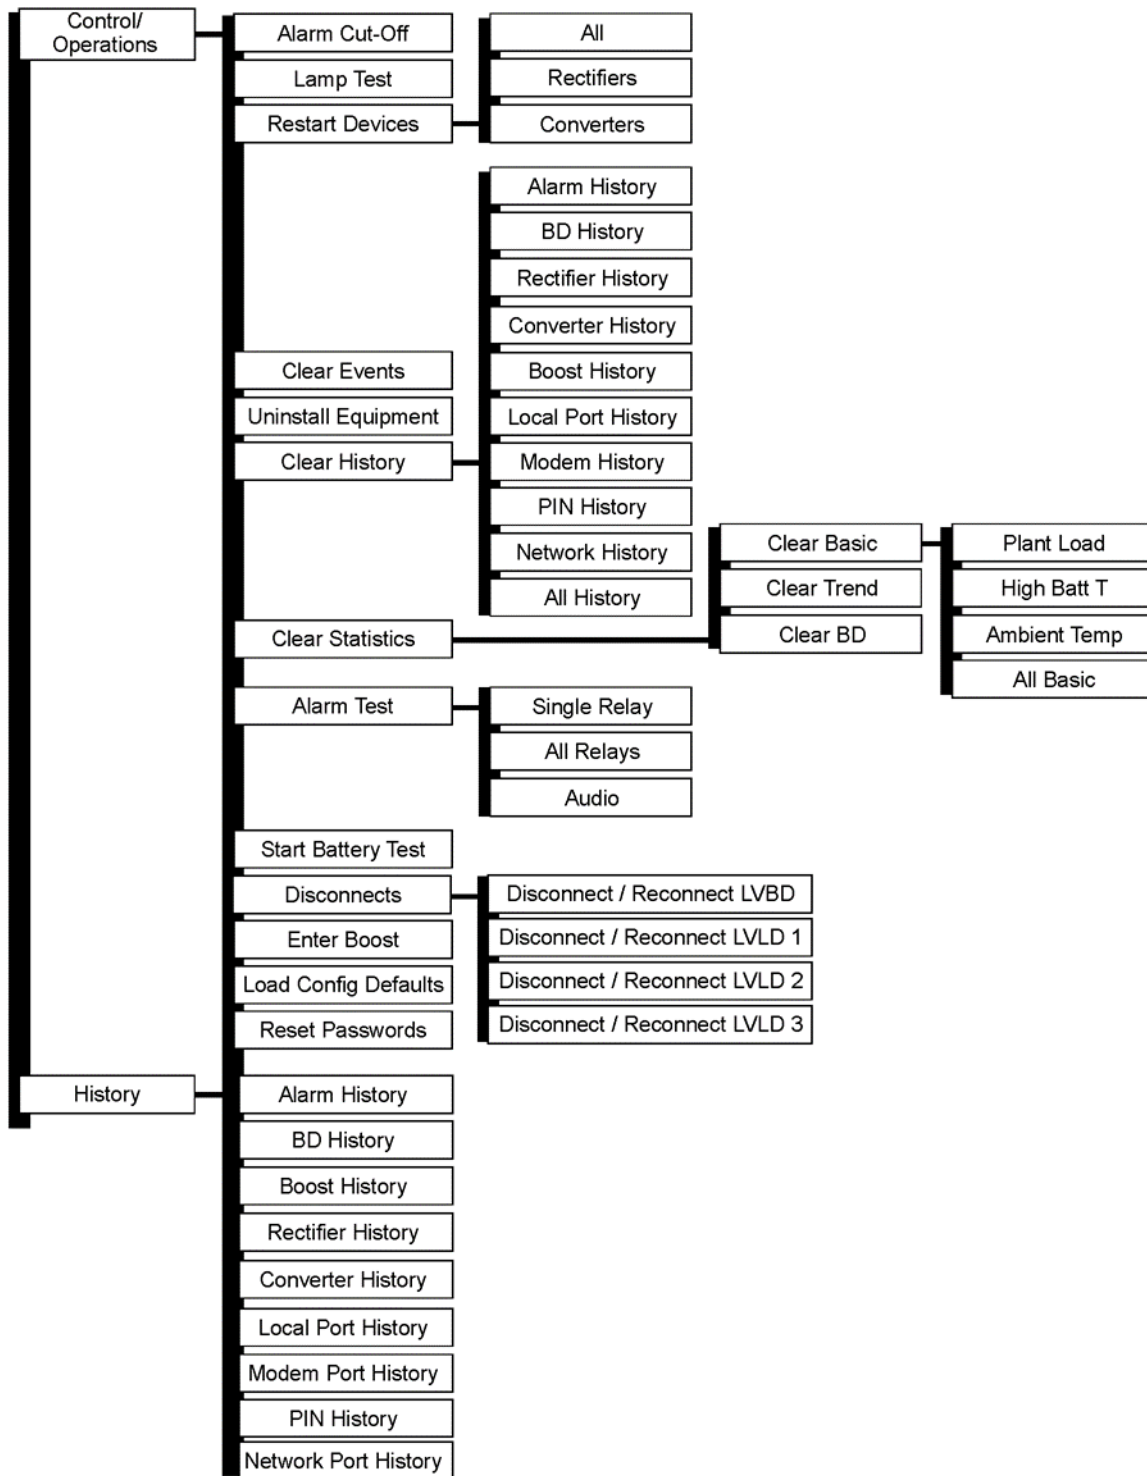 Control/
Operations
Alarm Cut-Off
Lamp Test
Restart Devices
All
Rectifiers
Converters
Clear Events
Uninstall Equipment
Clear History
Alarm History
BD History
Rectifier History
Converter History
Boost History
Local Port History
Modem History
PIN History
Network History
All History
Clear Statistics
Clear Basic
Clear Trend
Clear BD
Plant Load
High Batt T
Ambient Temp
All Basic
Alarm Test
Single Relay
All Relays
Audio
Start Battery Test
Disconnects
Enter Boost
Load Config Defaults
Reset Passwords
Disconnect / Reconnect LVBD
Disconnect / Reconnect LVLD 1
Disconnect / Reconnect LVLD 2
Disconnect / Reconnect LVLD 3
History
Alarm History
BD History
Boost History
Rectifier History
Converter History
Local Port History
Modem Port History
PIN History
Network Port History